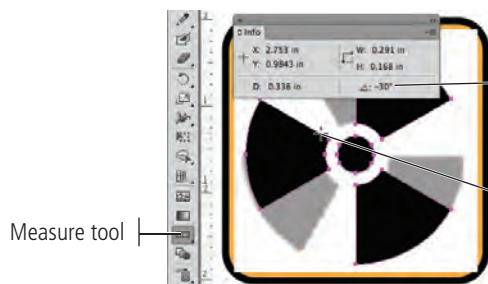 Info
X: 2.753 in
Y: 0.9843 in
W: 0.291 in
H: 0.168 in
D: 0.336 in
⊿: -30°
Measure tool